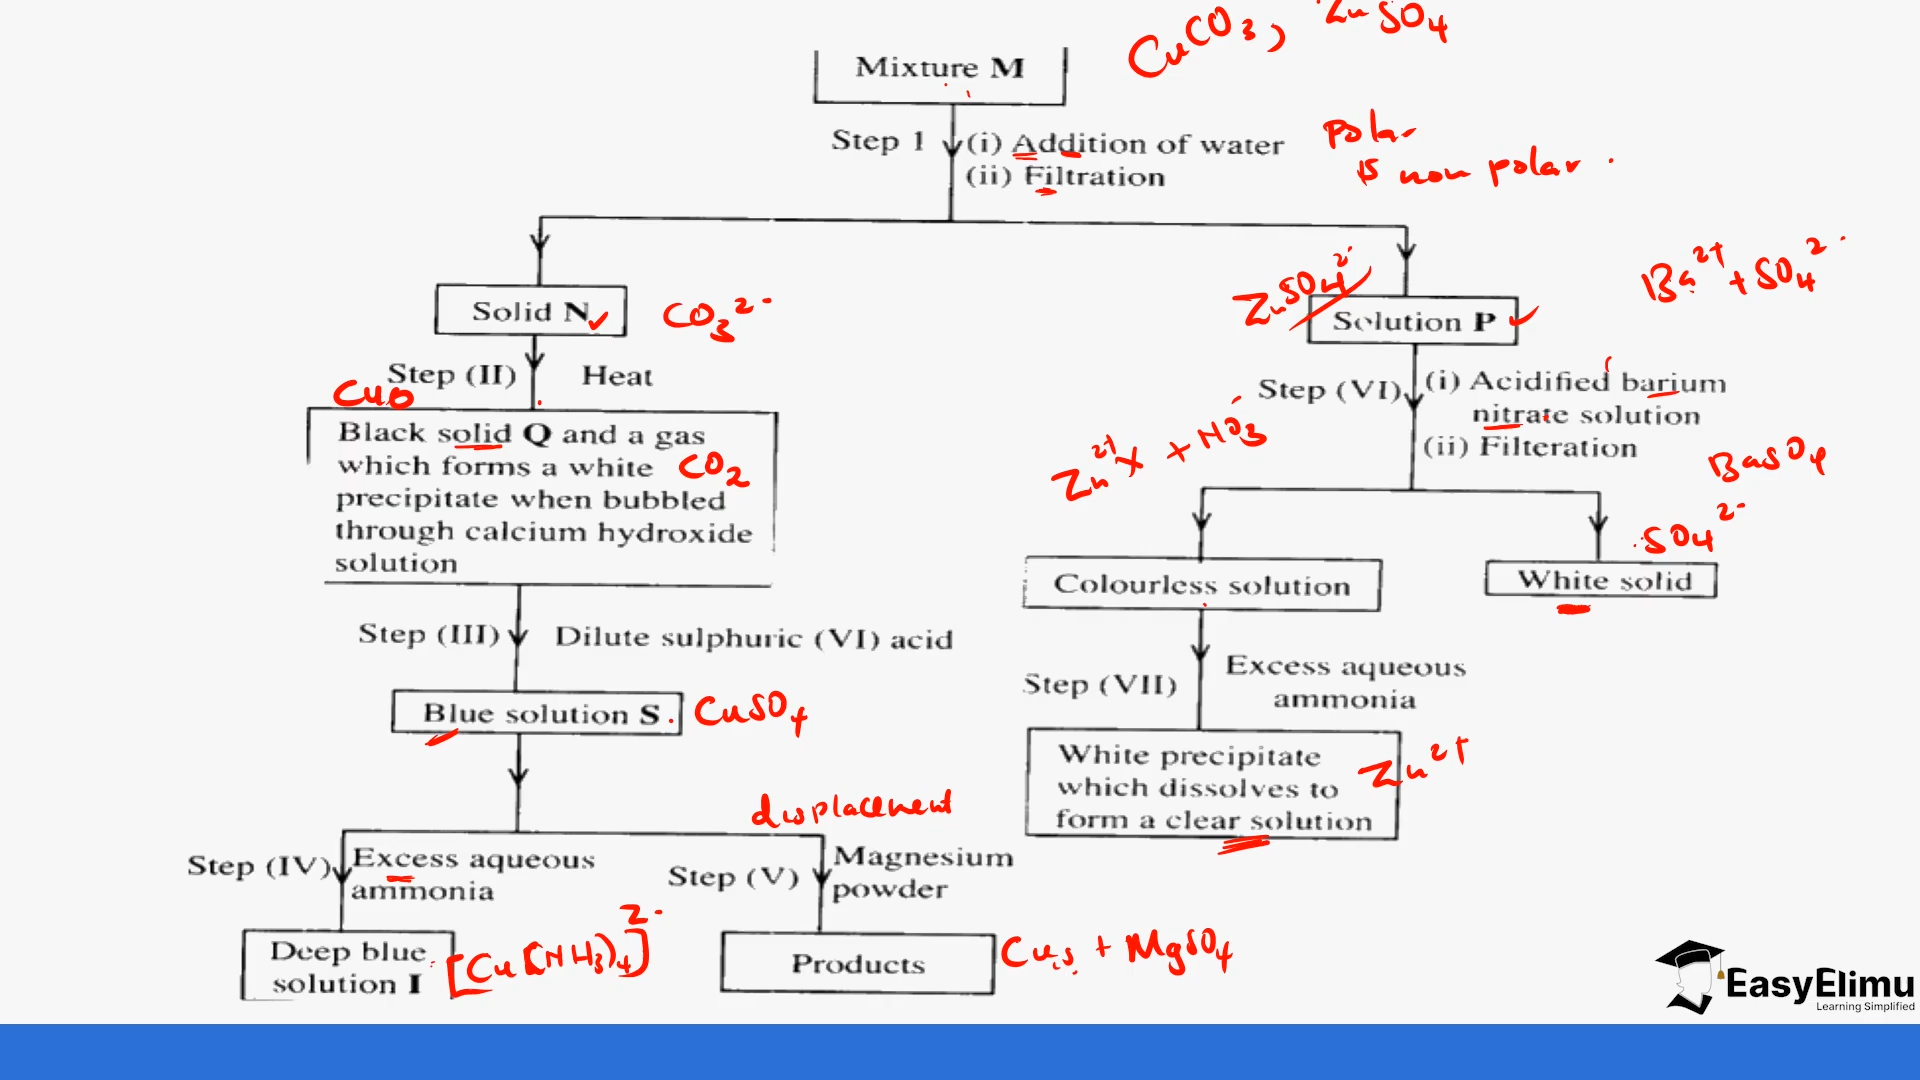 CuCO3, ZnSO4
Mixture M
Step 1
(i) Addition of water
(ii) Filtration
Polar
non polar
Solid N
CO3 2-
ZnSO4 2-
Solution P
Ba2+ + SO4 2-
Step (II)
Heat
CuO
Black solid Q and a gas
which forms a white
precipitate when bubbled
through calcium hydroxide
solution
CO2
Step (VI)
(i) Acidified barium
nitrate solution
(ii) Filteration
Zn2+ X + NO3-
BaSO4
SO4 2-
Colourless solution
White solid
Step (III)
Dilute sulphuric (VI) acid
Step (VII)
Excess aqueous
ammonia
Blue solution S
CuSO4
White precipitate
which dissolves to
form a clear solution
Zn2+
displacement
Step (IV)
Excess aqueous
ammonia
Step (V)
Magnesium
powder
Deep blue
solution I
[Cu(NH3)4]2-
Products
Cus + MgSO4
EasyElimu
Learning Simplified